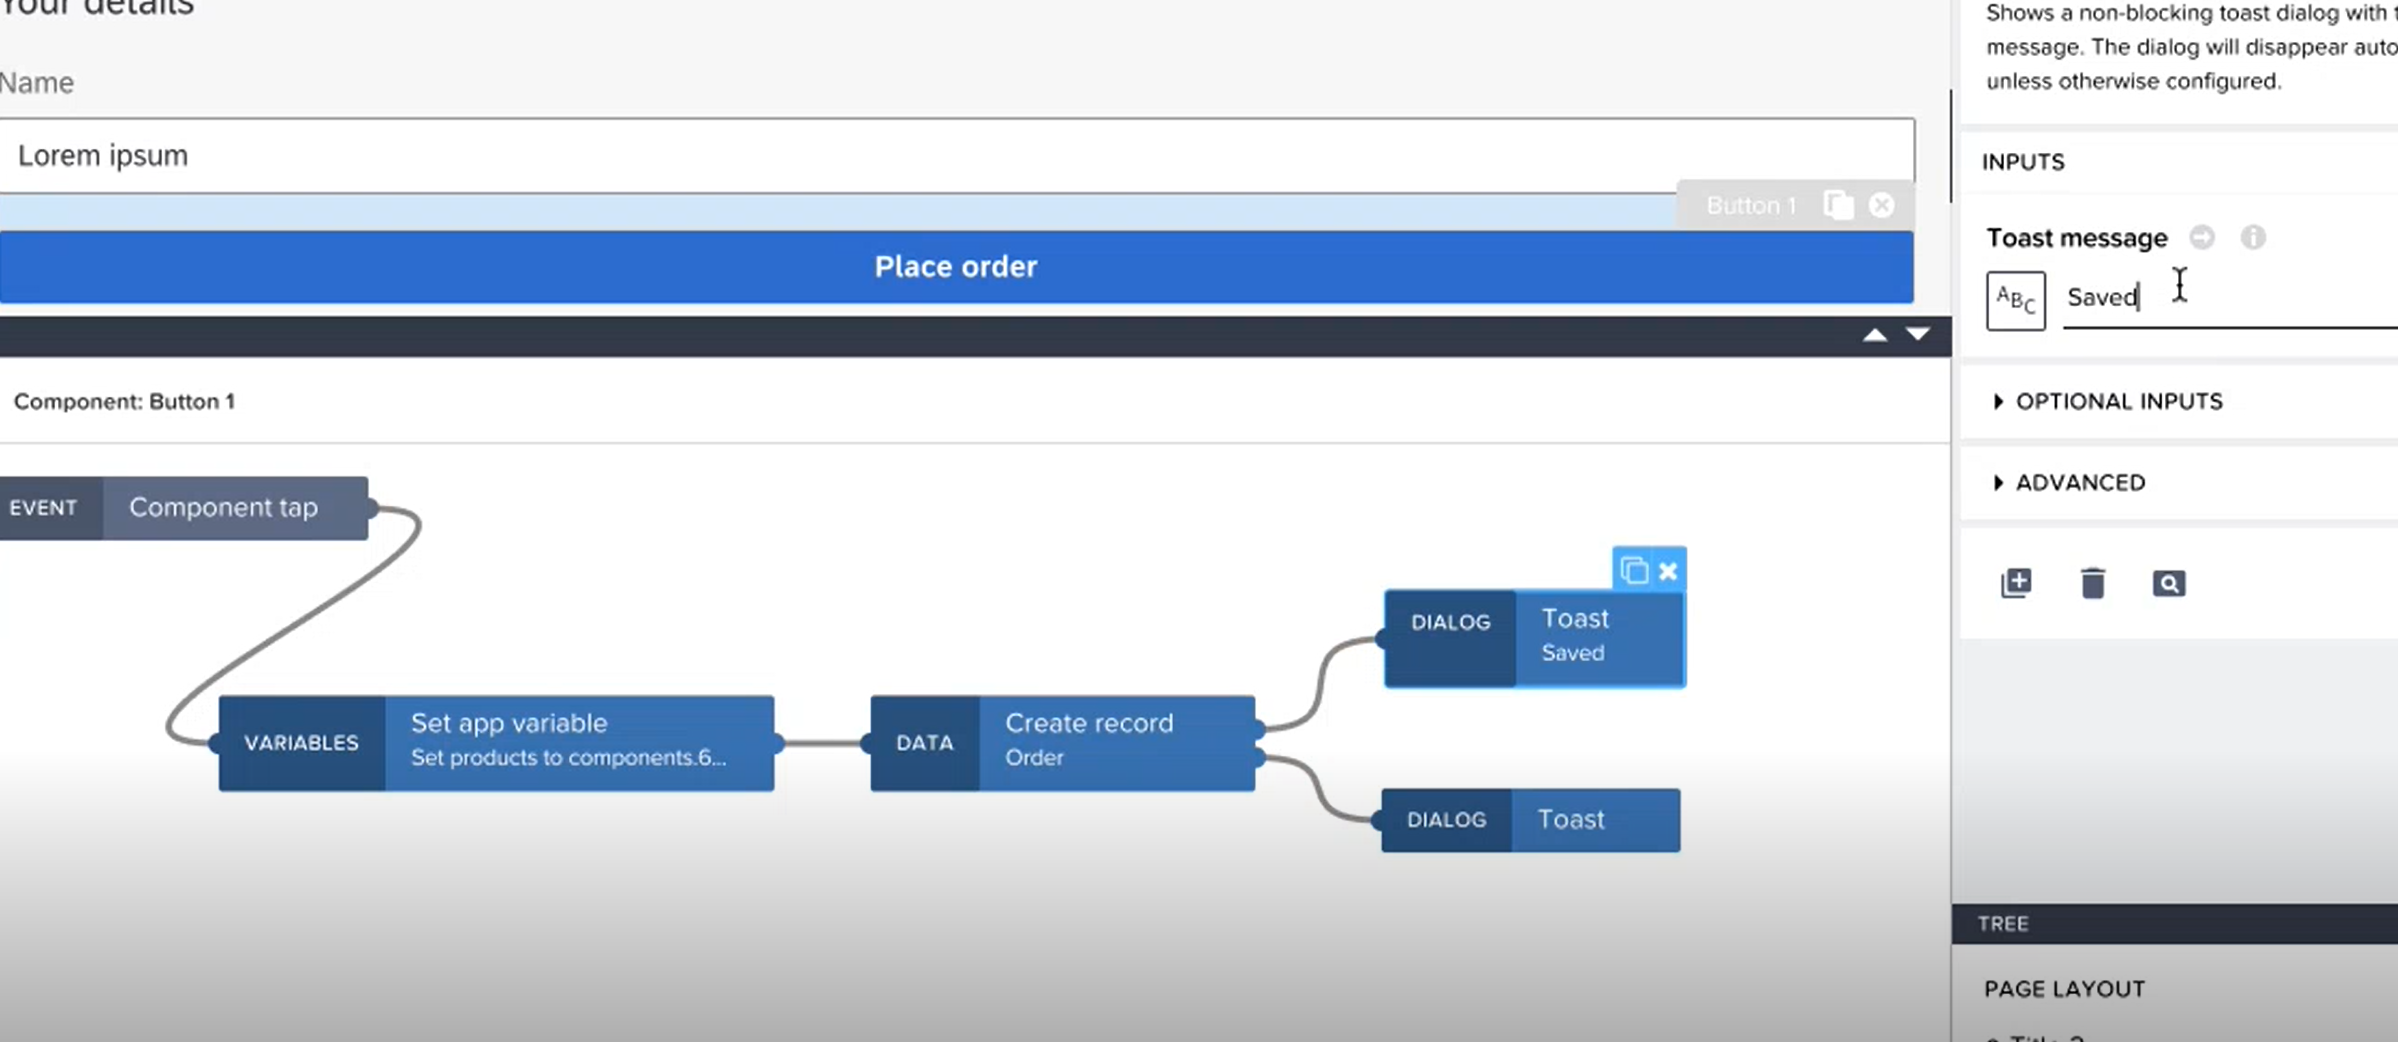 Your details
Name
Lorem ipsum
Button 1
Place order
Component: Button 1
EVENT
Component tap
VARIABLES
Set app variable
Set products to components.6...
DATA
Create record
Order
DIALOG
Toast
Saved
DIALOG
Toast
Shows a non-blocking toast dialog with
message. The dialog will disappear auto
unless otherwise configured.
INPUTS
Toast message
ABC
Saved
OPTIONAL INPUTS
ADVANCED
TREE
PAGE LAYOUT